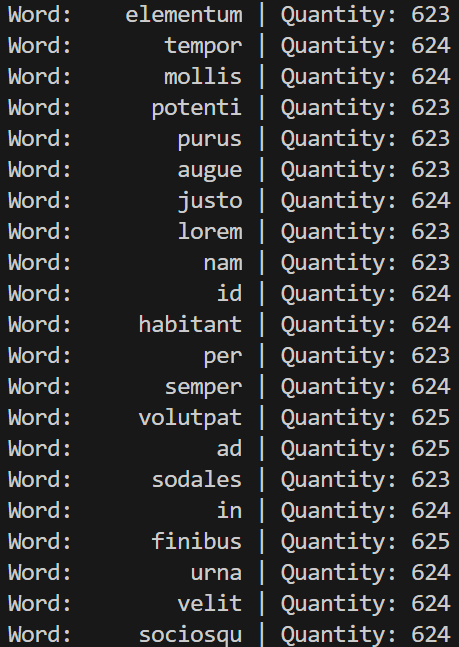 Word:    elementum | Quantity: 623
Word:       tempor | Quantity: 624
Word:       mollis | Quantity: 624
Word:      potenti | Quantity: 623
Word:        purus | Quantity: 623
Word:        augue | Quantity: 623
Word:        justo | Quantity: 624
Word:        lorem | Quantity: 623
Word:          nam | Quantity: 623
Word:           id | Quantity: 624
Word:     habitant | Quantity: 624
Word:          per | Quantity: 623
Word:       semper | Quantity: 624
Word:     volutpat | Quantity: 625
Word:           ad | Quantity: 625
Word:      sodales | Quantity: 623
Word:           in | Quantity: 624
Word:      finibus | Quantity: 625
Word:         urna | Quantity: 624
Word:        velit | Quantity: 624
Word:     sociosqu | Quantity: 624